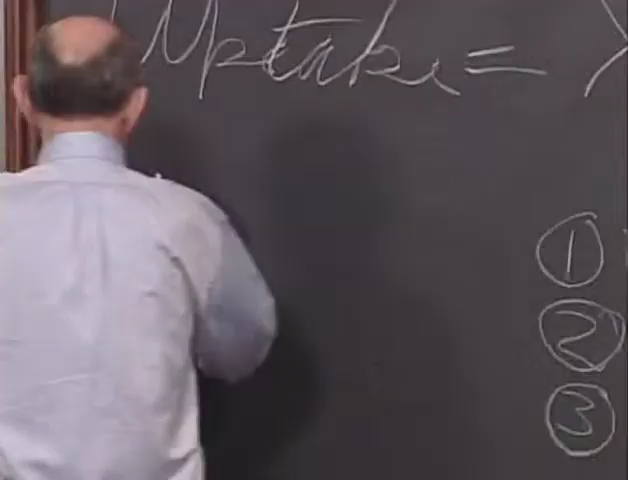 Uptake =
①
②
③